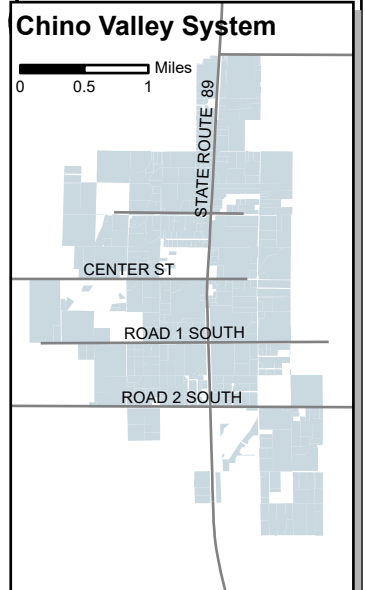 Chino Valley System
Miles
0 0.5 1
STATE ROUTE 89
CENTER ST
ROAD 1 SOUTH
ROAD 2 SOUTH